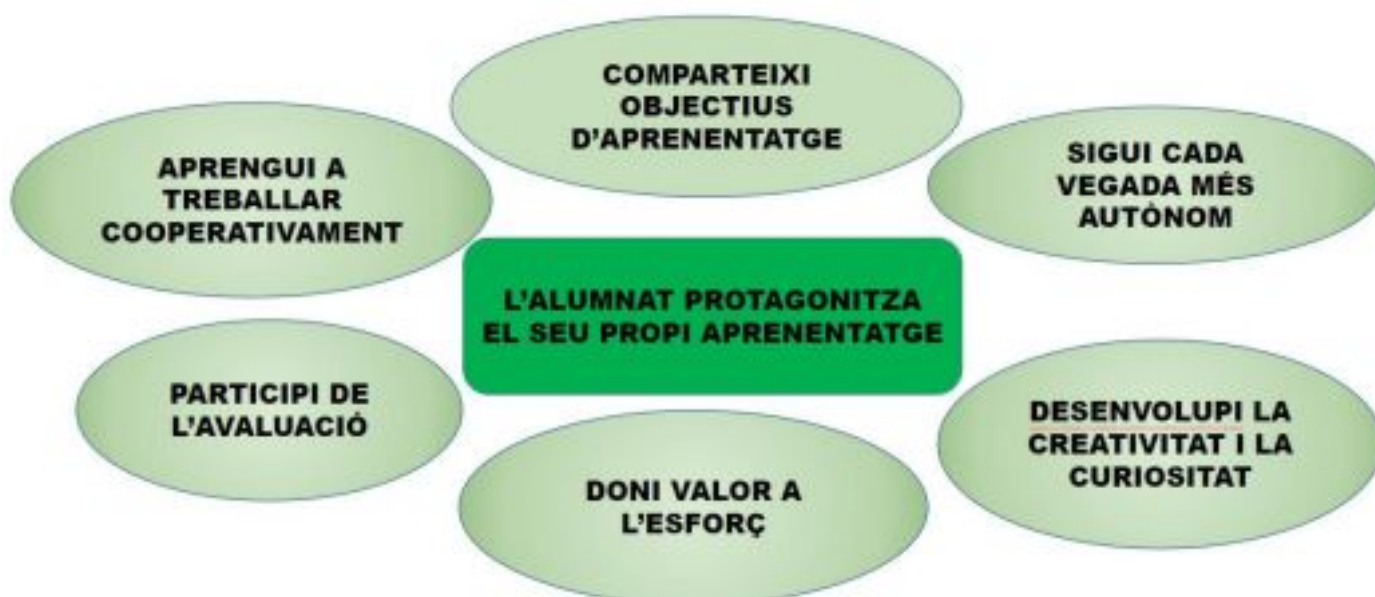 COMPARTEIXI
OBJECTIUS
D'APRENENTATGE
APRENGUI A
TREBALLAR
COOPERATIVAMENT
SIGUI CADA
VEGADA MÉS
AUTÒNOM
L'ALUMNAT PROTAGONITZA
EL SEU PROPI APRENENTATGE
PARTICIPI DE
L'AVALUACIÓ
DESENVOLUPI LA
CREATIVITAT I LA
CURIOSITAT
DONI VALOR A
L'ESFORÇ